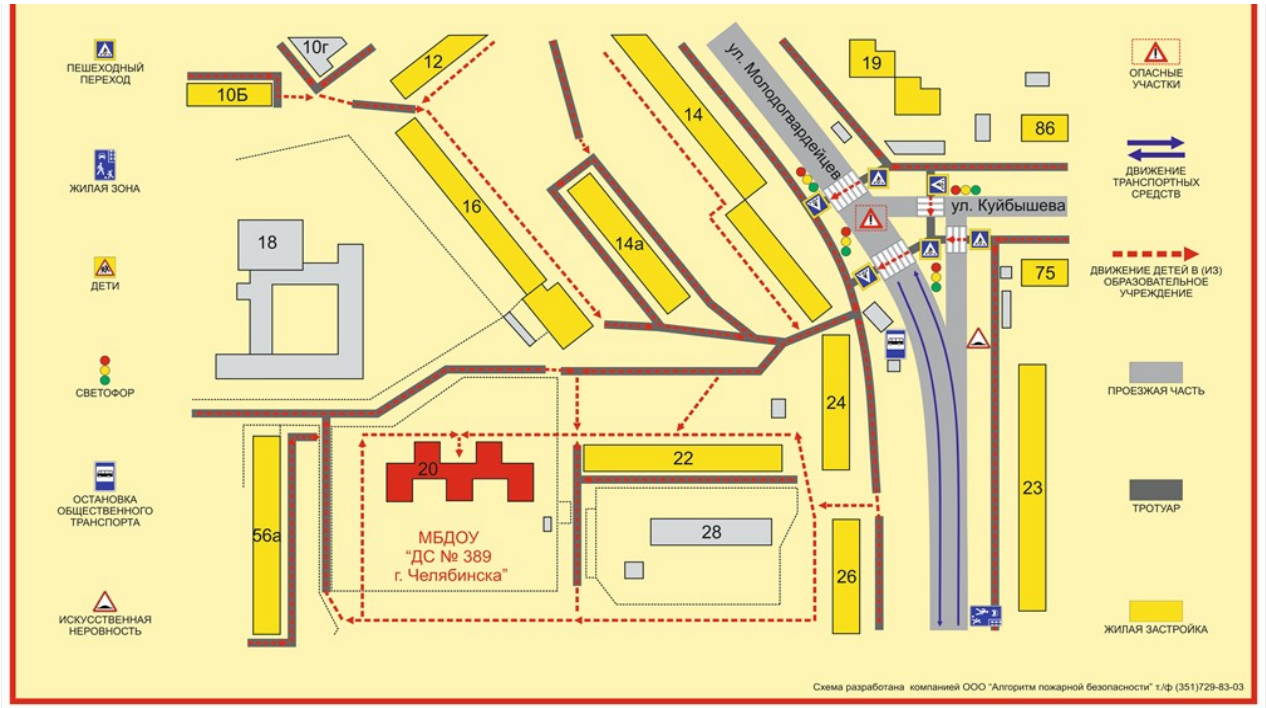 ПЕШЕХОДНЫЙ
ПЕРЕХОД
ЖИЛАЯ ЗОНА
ДЕТИ
СВЕТОФОР
ОСТАНОВКА
ОБЩЕСТВЕННОГО
ТРАНСПОРТА
ИСКУССТВЕННАЯ
НЕРОВНОСТЬ
10г
12
10Б
14
19
86
ул. Молодогвардейцев
ул. Куйбышева
16
14а
18
75
24
22
20
23
56а
28
26
МБДОУ
"ДС № 389
г. Челябинска"
ОПАСНЫЕ
УЧАСТКИ
ДВИЖЕНИЕ
ТРАНСПОРТНЫХ
СРЕДСТВ
ДВИЖЕНИЕ ДЕТЕЙ В (ИЗ)
ОБРАЗОВАТЕЛЬНОЕ
УЧРЕЖДЕНИЕ
ПРОЕЗЖАЯ ЧАСТЬ
ТРОТУАР
ЖИЛАЯ ЗАСТРОЙКА
Схема разработана компанией ООО "Алгоритм пожарной безопасности" т./ф (351)729-83-03